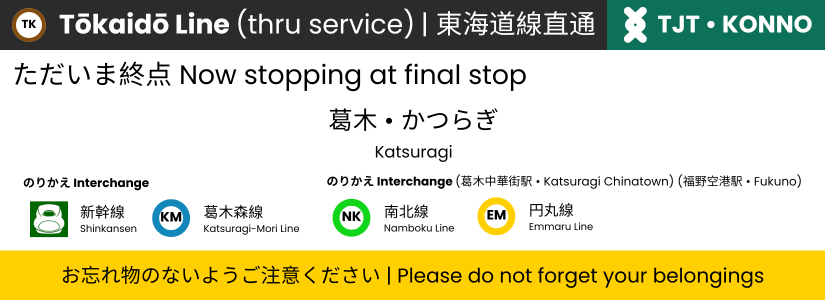 TK Tōkaidō Line (thru service) | 東海道線直通 TJT • KONNO
ただいま終点 Now stopping at final stop
葛木 • かつらぎ
Katsuragi
のりかえ Interchange
新幹線
Shinkansen
KM 葛木森線
Katsuragi-Mori Line
のりかえ Interchange (葛木中華街駅 • Katsuragi Chinatown) (福野空港駅 • Fukuno)
NK 南北線
Namboku Line
EM 円丸線
Emmaru Line
お忘れ物のないようご注意ください | Please do not forget your belongings